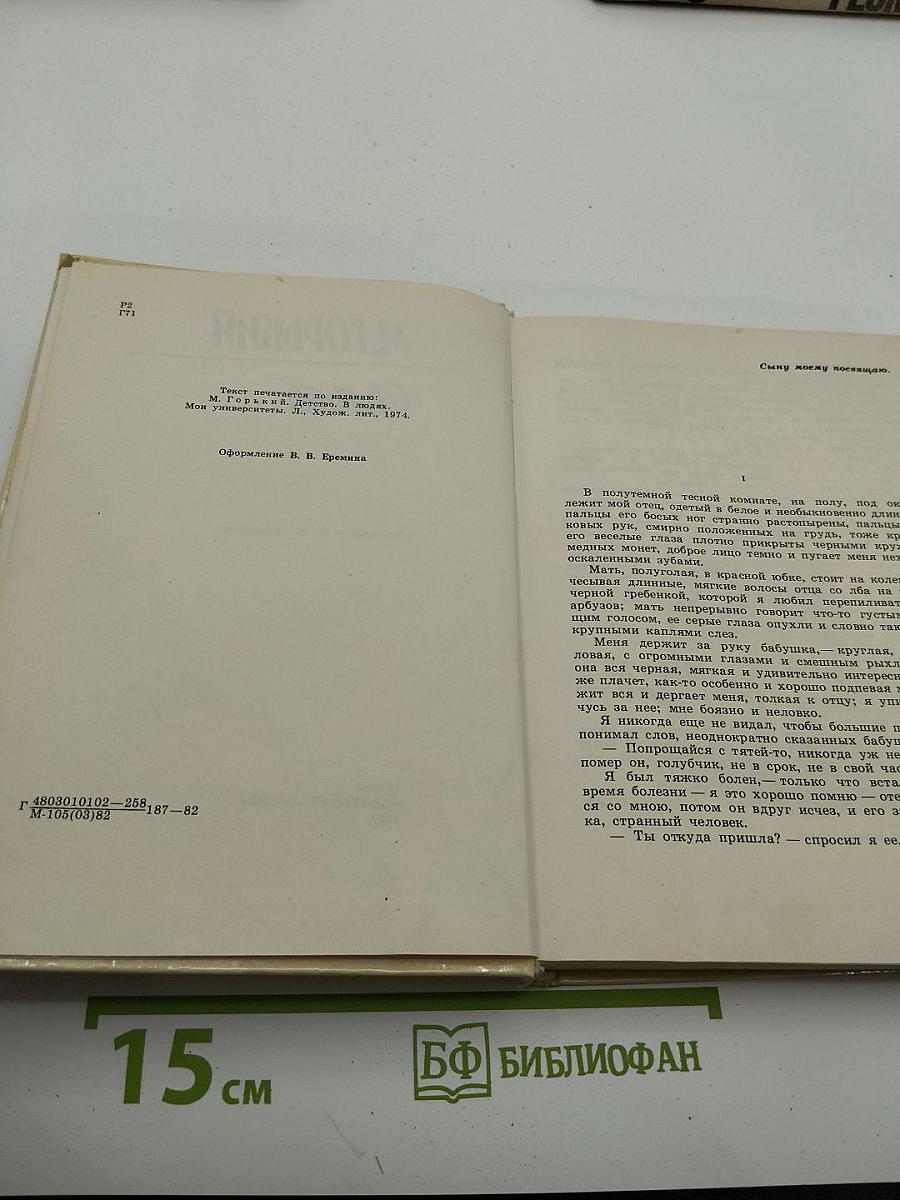 Р2
Г71
Текст печатается по изданию:
М. Горький. Детство. В людях.
Мои университеты. Л., Худож. лит., 1974.
Оформление В. В. Еремина
Г 4803010102—258 187—82
М-105(03)82
Сыну моему посвящаю.
I
В полутемной тесной комнате, на полу, под
лежит мой отец, одетый в белое и необыкновенно
пальцы его босых ног странно растопырены, пальцы
ковых рук, смирно положенных на грудь, тоже
его веселые глаза плотно прикрыты черными
медных монет, доброе лицо темно и пугает меня
оскаленными зубами.
Мать, полуголая, в красной юбке, стоит на
чесывая длинные, мягкие волосы отца со лба на
черной гребенкой, которой я любил
арбузов; мать непрерывно говорит что-то
щим голосом, ее серые глаза опухли и словно
крупными каплями слез.
Меня держит за руку бабушка,— круглая,
ловая, с огромными глазами и смешным
она вся черная, мягкая и удивительно
же плачет, как-то особенно и хорошо подпевая
жит вся и дергает меня, толкая к отцу; я
чусь за нее; мне боязно и неловко.
Я никогда еще не видал, чтобы большие
понимал слов, неоднократно сказанных
— Попрощайся с тятей-то, никогда уж не
помер он, голубчик, не в срок, не в свой
Я был тяжко болен,— только что
время болезни — я это хорошо помню —
ся со мною, потом он вдруг исчез, и его
ка, странный человек.
— Ты откуда пришла? — спросил я ее.
15 см
БФ БИБЛИОФАН